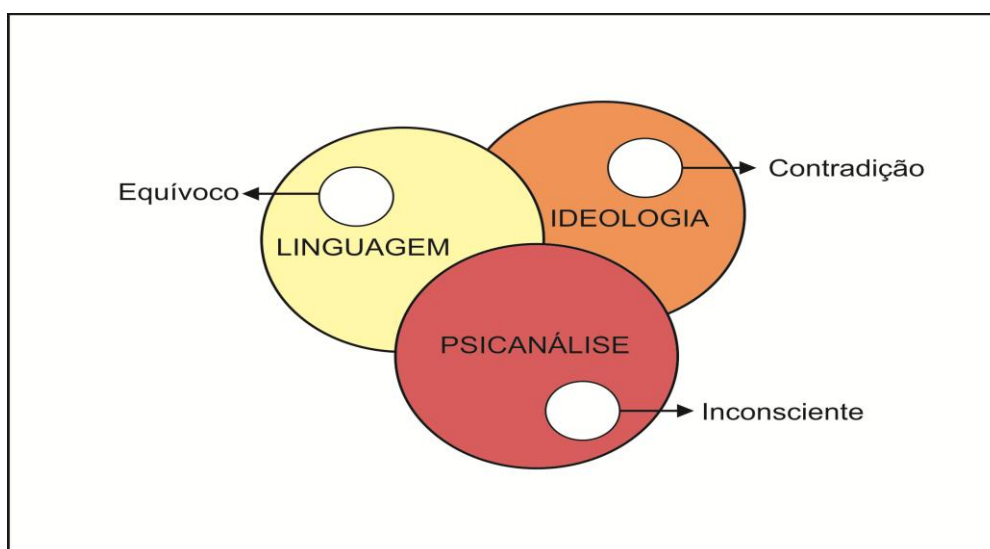 Contradição
Equívoco
IDEOLOGIA
LINGUAGEM
PSICANÁLISE
Inconsciente